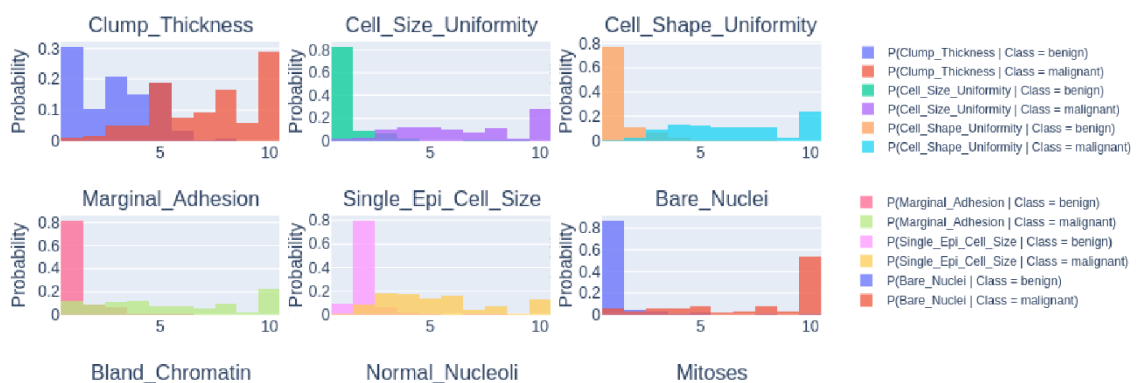 Clump_Thickness
Cell_Size_Uniformity
Cell_Shape_Uniformity
Probability
0.3
0.2
0.1
0
5
10
Probability
0.8
0.6
0.4
0.2
0
5
10
Probability
0.8
0.6
0.4
0.2
0
5
10
P(Clump_Thickness | Class = benign)
P(Clump_Thickness | Class = malignant)
P(Cell_Size_Uniformity | Class = benign)
P(Cell_Size_Uniformity | Class = malignant)
P(Cell_Shape_Uniformity | Class = benign)
P(Cell_Shape_Uniformity | Class = malignant)
Marginal_Adhesion
Single_Epi_Cell_Size
Bare_Nuclei
Probability
0.8
0.6
0.4
0.2
0
5
10
Probability
0.8
0.6
0.4
0.2
0
5
10
Probability
0.8
0.6
0.4
0.2
0
5
10
P(Marginal_Adhesion | Class = benign)
P(Marginal_Adhesion | Class = malignant)
P(Single_Epi_Cell_Size | Class = benign)
P(Single_Epi_Cell_Size | Class = malignant)
P(Bare_Nuclei | Class = benign)
P(Bare_Nuclei | Class = malignant)
Bland_Chromatin
Normal_Nucleoli
Mitoses